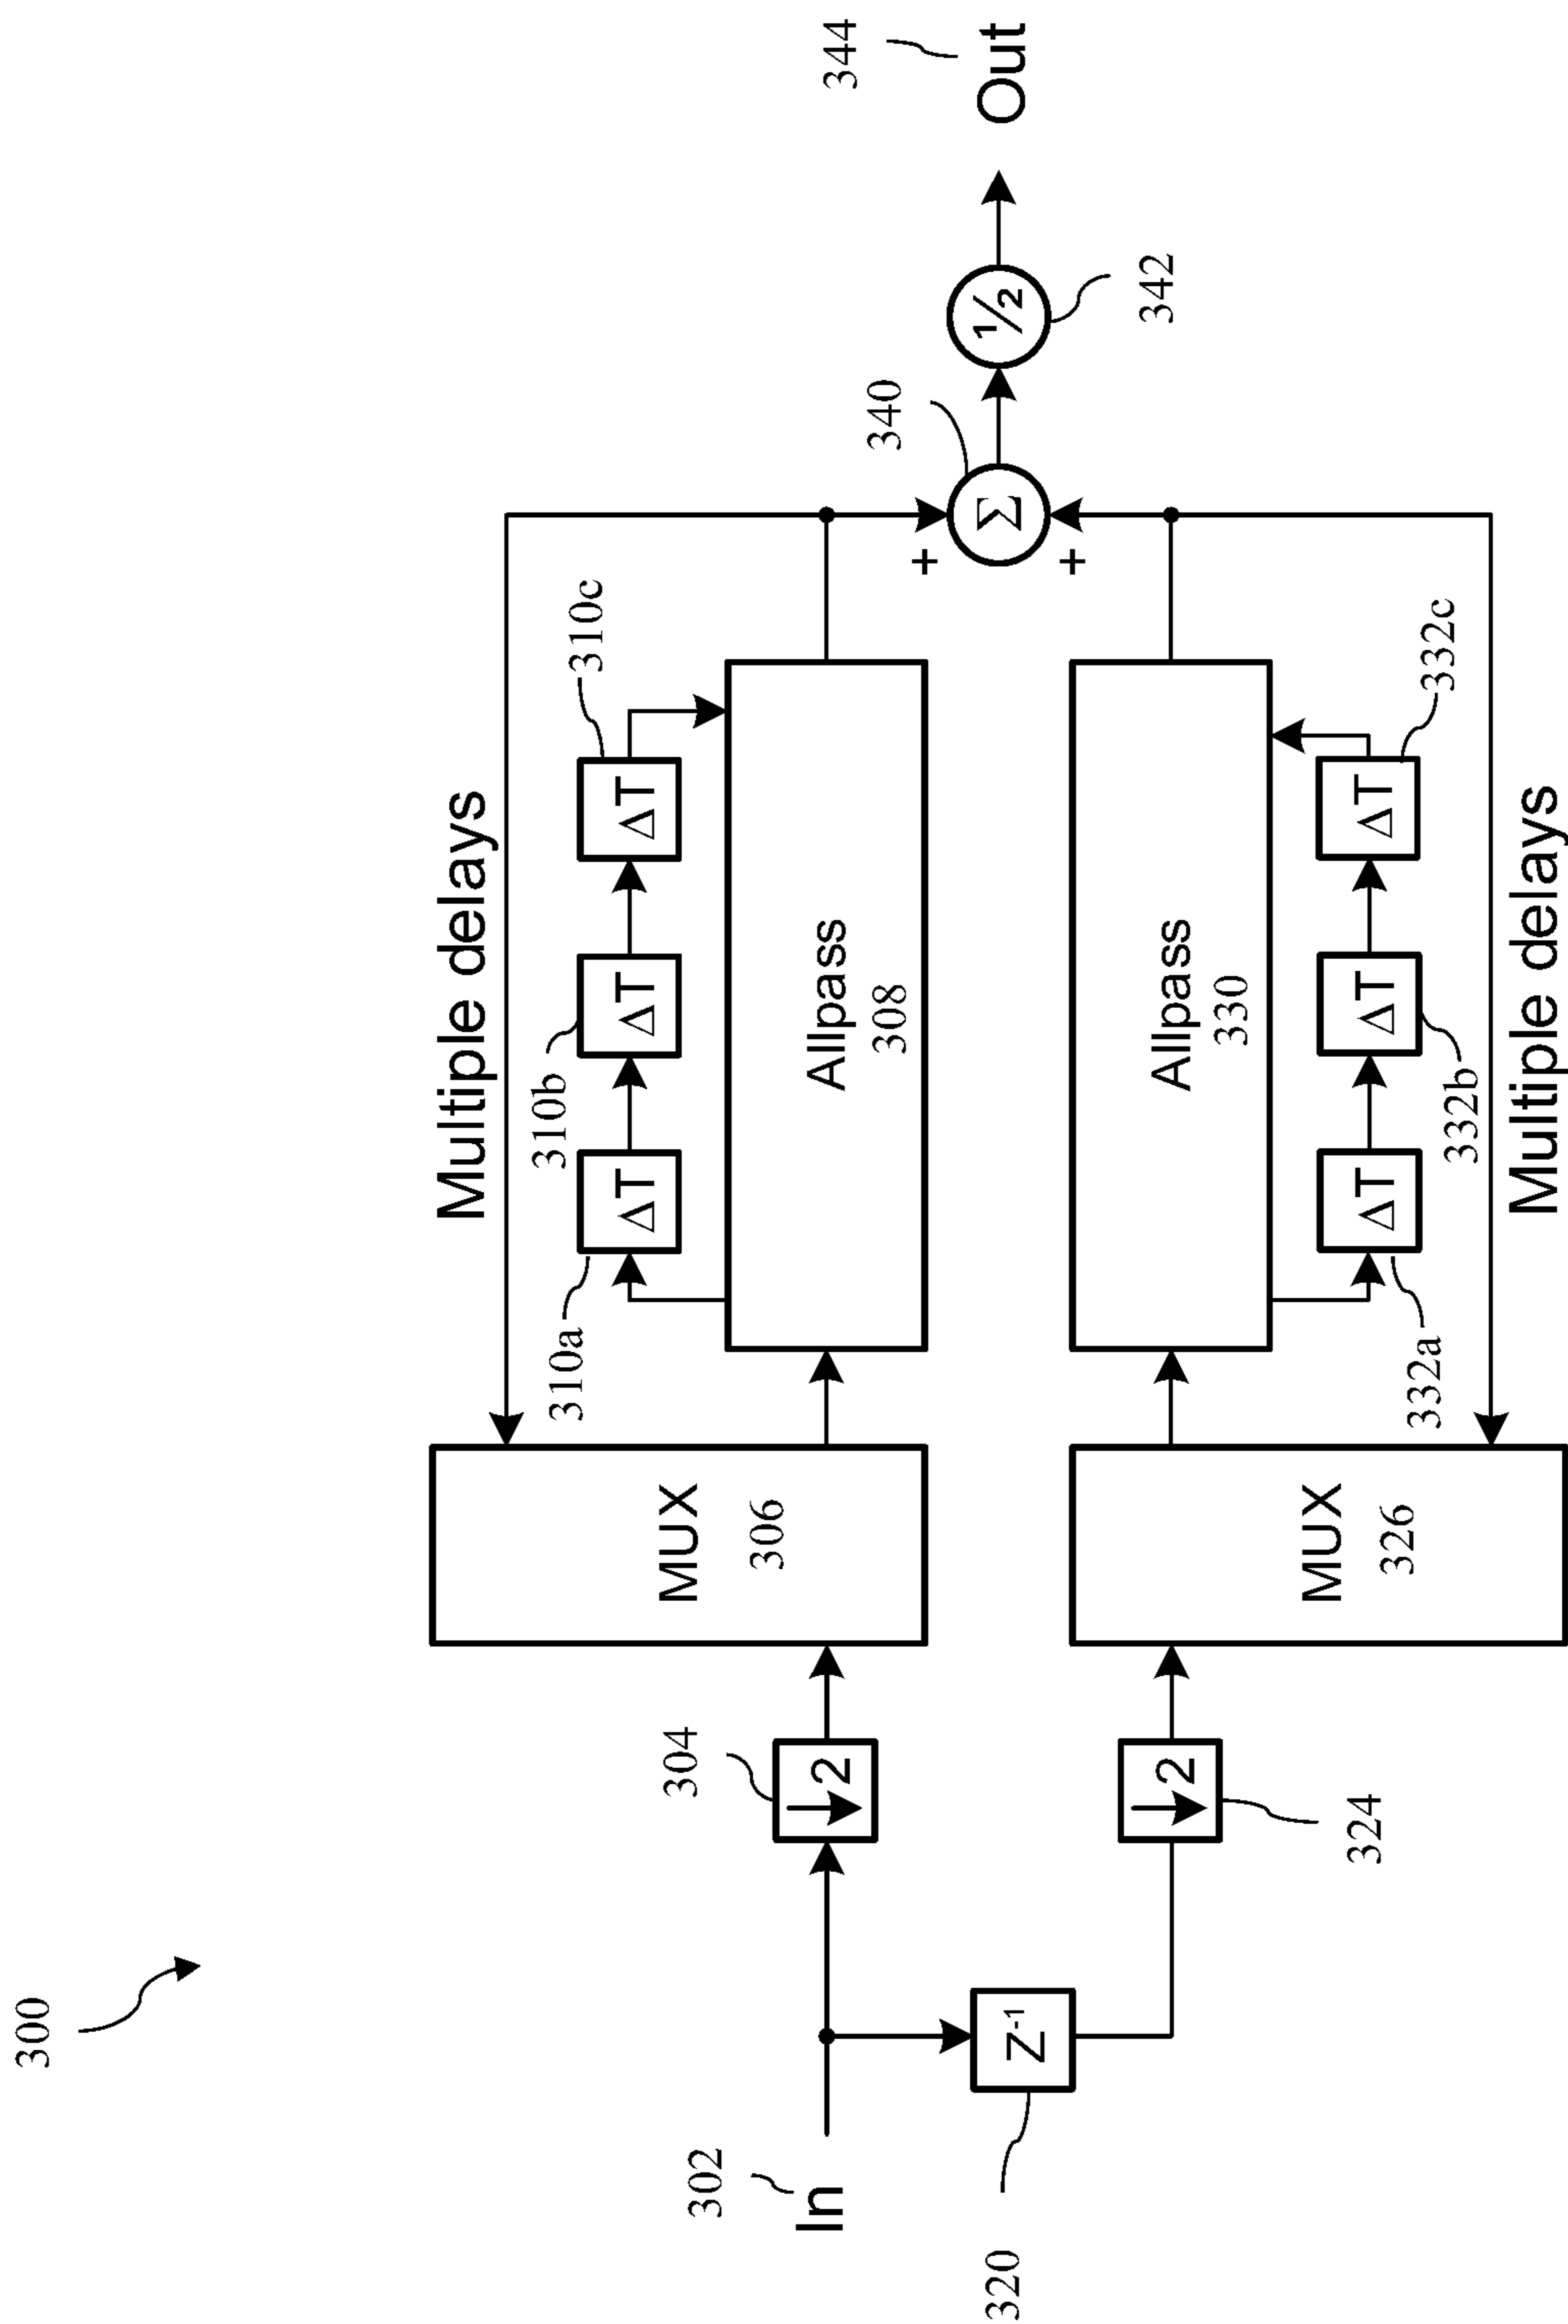 300
Multiple delays
310a
310b
310c
ΔT
ΔT
ΔT
304
302
In
↓2
MUX
306
Allpass
308
340
344
+
Σ
½
Out
+
342
320
Z⁻¹
↓2
324
MUX
326
Allpass
330
ΔT
ΔT
ΔT
332a
332b
332c
Multiple delays